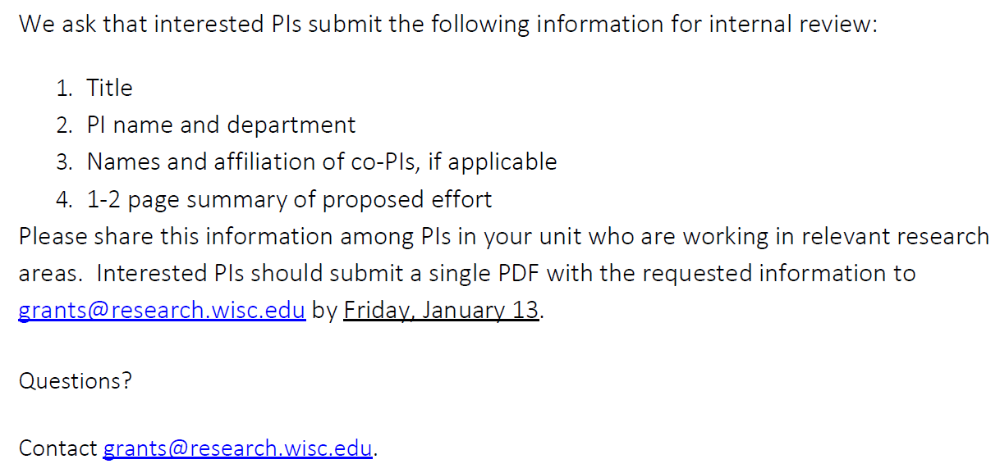 We ask that interested PIs submit the following information for internal review:
1. Title
2. PI name and department
3. Names and affiliation of co-PIs, if applicable
4. 1-2 page summary of proposed effort
Please share this information among PIs in your unit who are working in relevant research
areas.  Interested PIs should submit a single PDF with the requested information to
grants@research.wisc.edu by Friday, January 13.
Questions?
Contact grants@research.wisc.edu.